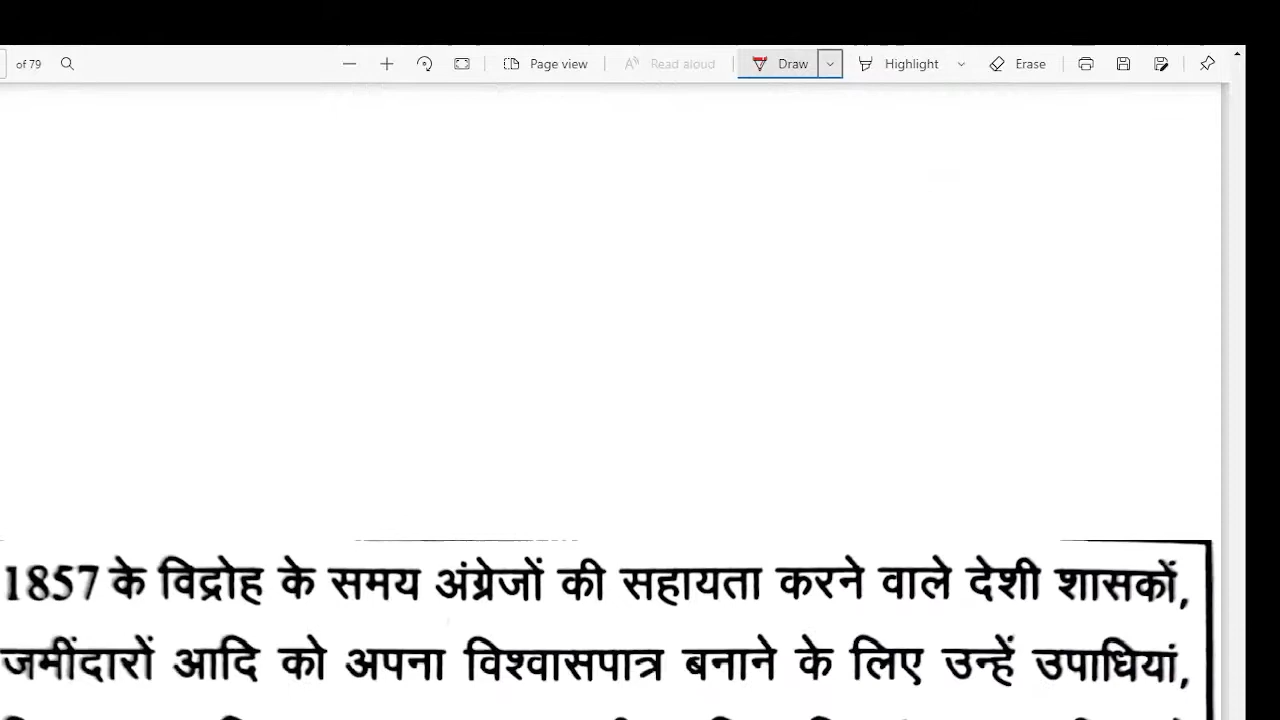 of 79 Page view Read aloud Draw Highlight Erase
1857 के विद्रोह के समय अंग्रेजों की सहायता करने वाले देशी शासकों,
जमींदारों आदि को अपना विश्वासपात्र बनाने के लिए उन्हें उपाधियां,